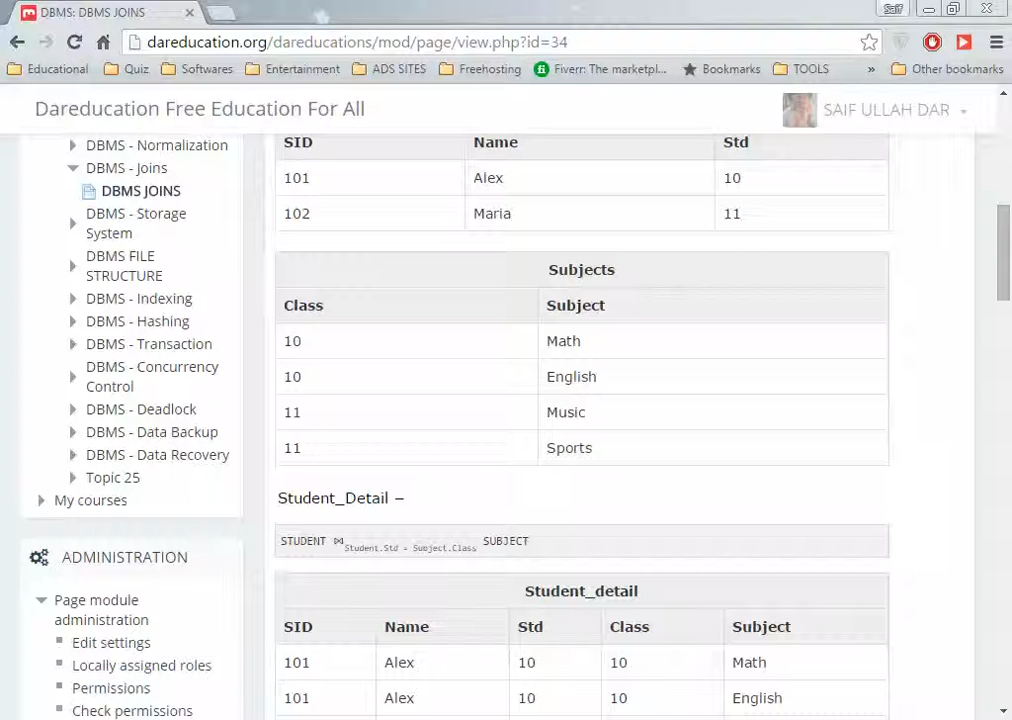 DBMS: DBMS JOINS
Saif
dareducation.org/dareducations/mod/page/view.php?id=34
Educational Quiz Softwares Entertainment ADS SITES Freehosting Fiverr: The marketpl... Bookmarks TOOLS » Other bookmarks
Dareducation Free Education For All
SAIF ULLAH DAR
DBMS - Normalization
DBMS - Joins
DBMS JOINS
DBMS - Storage
System
DBMS FILE
STRUCTURE
DBMS - Indexing
DBMS - Hashing
DBMS - Transaction
DBMS - Concurrency
Control
DBMS - Deadlock
DBMS - Data Backup
DBMS - Data Recovery
Topic 25
My courses
ADMINISTRATION
Page module
administration
Edit settings
Locally assigned roles
Permissions
Check permissions
SID Name Std
101 Alex 10
102 Maria 11
Subjects
Class Subject
10 Math
10 English
11 Music
11 Sports
Student_Detail –
STUDENT ⋈Student.Std = Subject.Class SUBJECT
Student_detail
SID Name Std Class Subject
101 Alex 10 10 Math
101 Alex 10 10 English